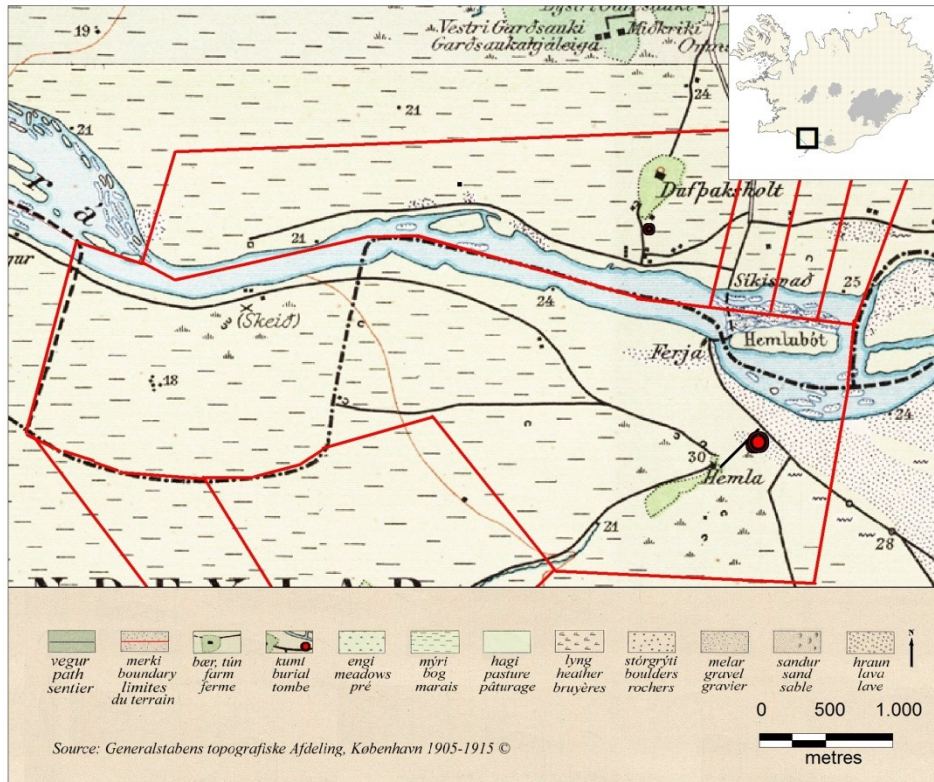 19
Vestri Garðsauki
Garðsaukahjáleiga
Miðkriki
24
21
21
r
á
Dufþaksholt
21
gur
24
Síkisvað
25
(Skeið)
Ferja
Hemlubót
18
24
30
Hemla
21
28
vegur
path
sentier
merki
boundary
limites
du terrain
bær, tún
farm
ferme
kuml
burial
tombe
engi
meadows
pré
mýri
bog
marais
hagi
pasture
pâturage
lyng
heather
bruyères
stórgrýti
boulders
rochers
melar
gravel
gravier
sandur
sand
sable
hraun
lava
lave
N
0 500 1.000
metres
Source: Generalstabens topografiske Afdeling, København 1905-1915 ©